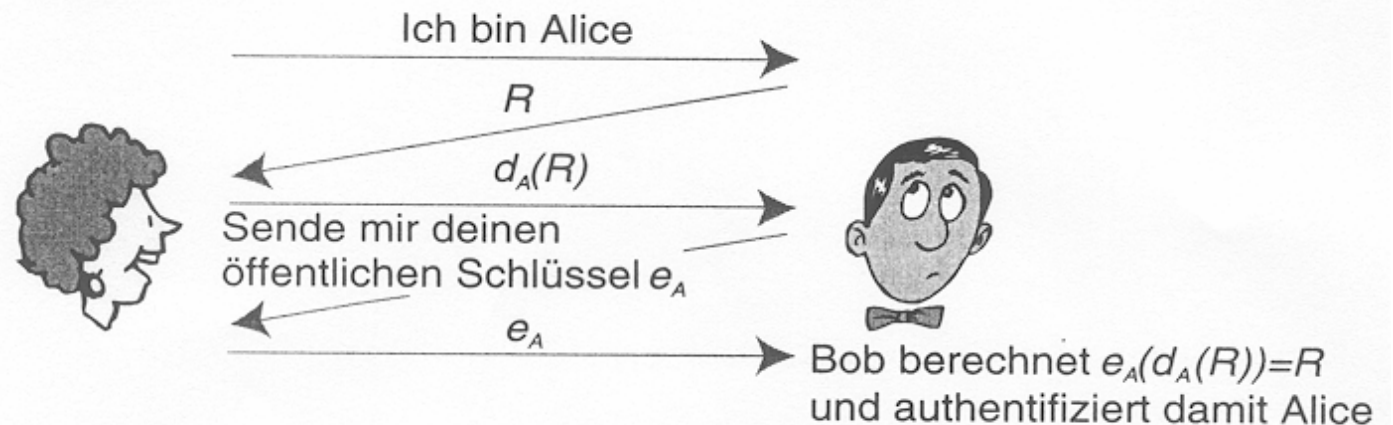 Ich bin Alice
R
d_A(R)
Sende mir deinen
öffentlichen Schlüssel e_A
e_A
Bob berechnet e_A(d_A(R))=R
und authentifiziert damit Alice